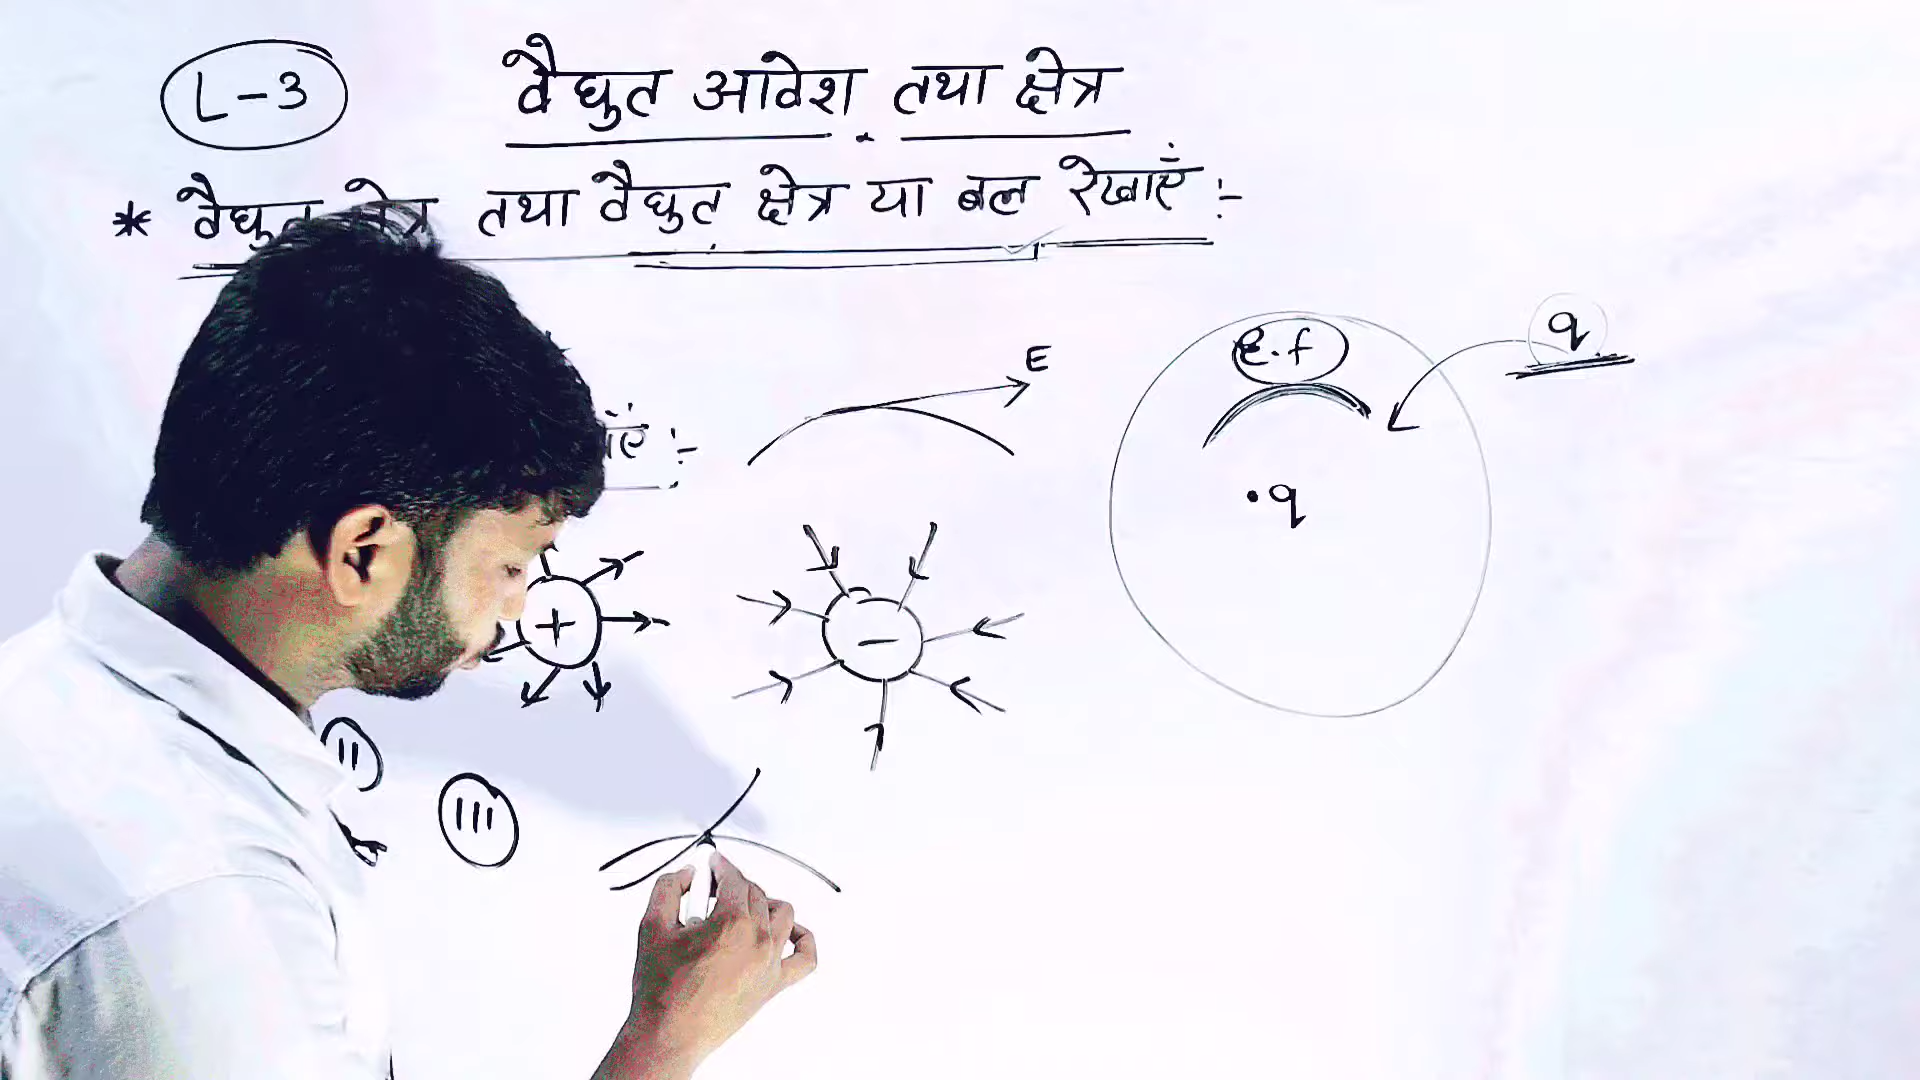 L-3
वैद्युत आवेश तथा क्षेत्र
* वैद्युत क्षेत्र तथा वैद्युत क्षेत्र या बल रेखाएँ :-
E
e.f
q
:-
• q
+
-
II
III